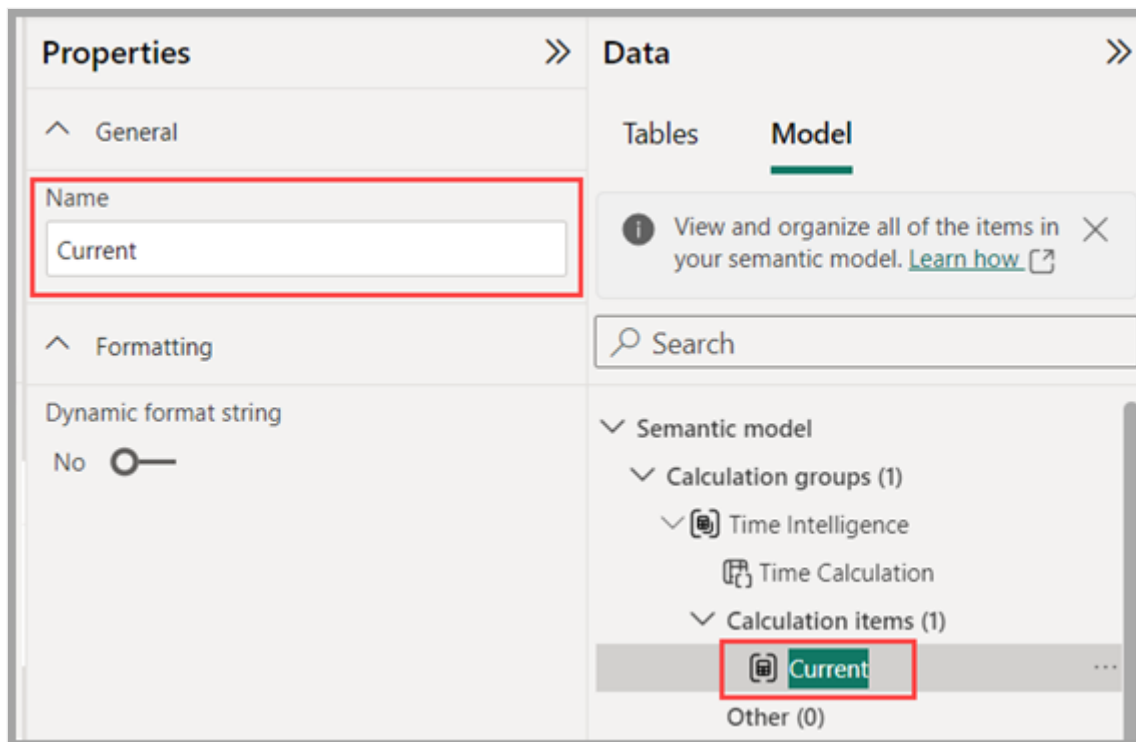 Properties
General
Name
Current
Formatting
Dynamic format string
No
Data
Tables Model
View and organize all of the items in
your semantic model. Learn how
Search
Semantic model
Calculation groups (1)
Time Intelligence
Time Calculation
Calculation items (1)
Current
Other (0)